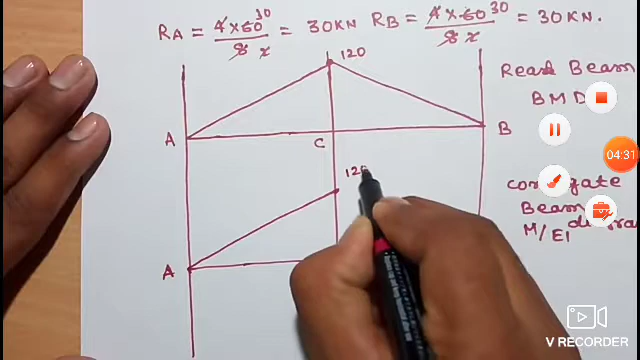 RA = 4×60 30 / 8 2 = 30KN RB = 4×60 30 / 8 2 = 30KN.
120
Real Beam
BMD
A
C
B
04:31
120
conjugate
Beam
M/EI
A
V RECORDER